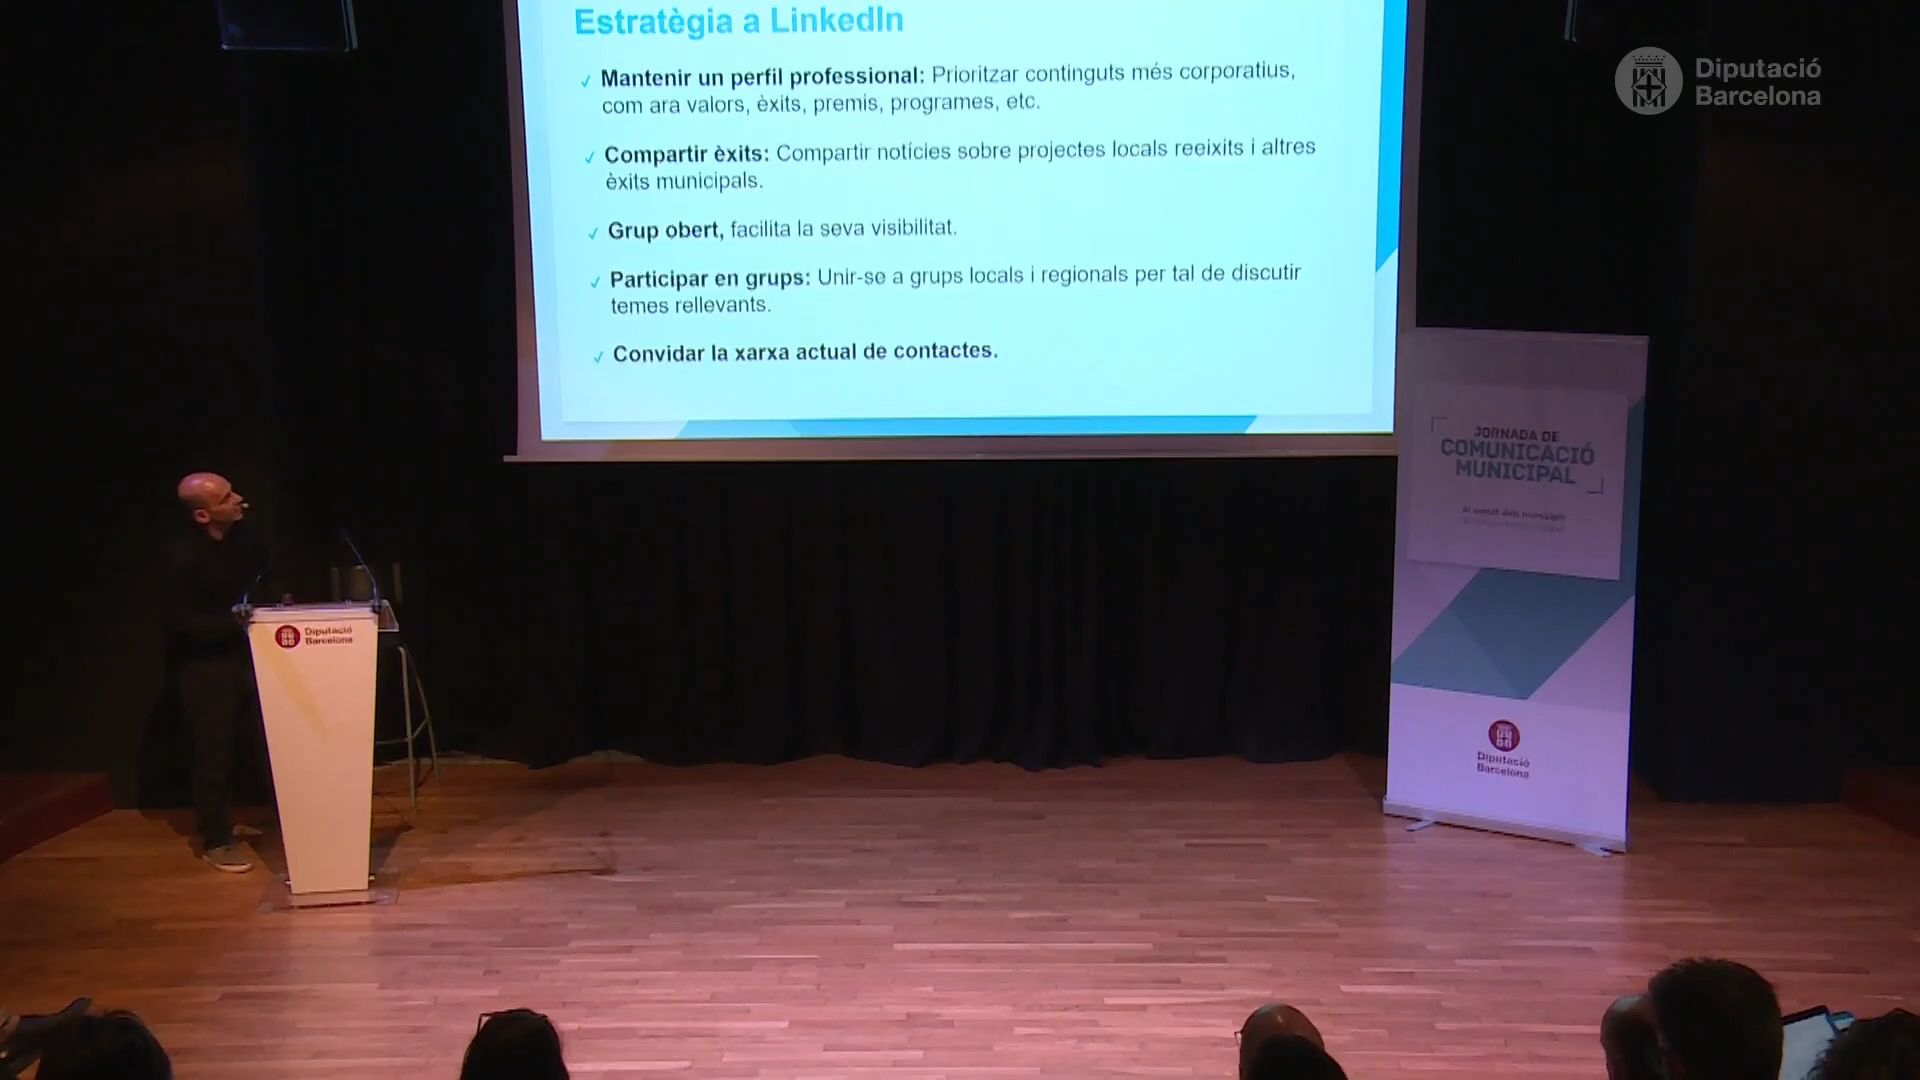 Estratègia a LinkedIn
✓ Mantenir un perfil professional: Prioritzar continguts més corporatius,
com ara valors, èxits, premis, programes, etc.
✓ Compartir èxits: Compartir notícies sobre projectes locals reeixits i altres
èxits municipals.
✓ Grup obert, facilita la seva visibilitat.
✓ Participar en grups: Unir-se a grups locals i regionals per tal de discutir
temes rellevants.
✓ Convidar la xarxa actual de contactes.
Diputació
Barcelona
JORNADA DE
COMUNICACIÓ
MUNICIPAL
Diputació
Barcelona
Diputació
Barcelona